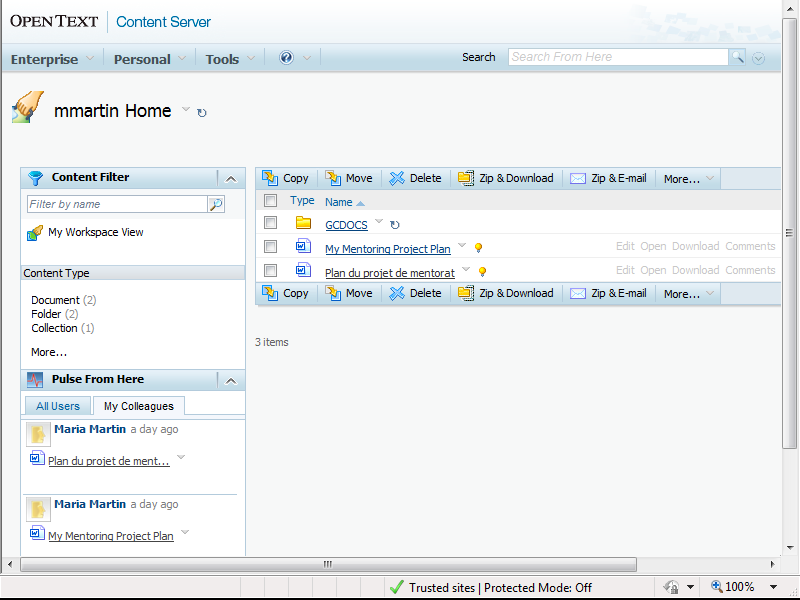 OPEN TEXT Content Server
Enterprise Personal Tools ? Search Search From Here
mmartin Home
Content Filter
Filter by name
My Workspace View
Content Type
Document (2)
Folder (2)
Collection (1)
More...
Pulse From Here
All Users My Colleagues
Maria Martin a day ago
Plan du projet de ment...
Maria Martin a day ago
My Mentoring Project Plan
Copy Move Delete Zip & Download Zip & E-mail More...
Type Name
GCDOCS
My Mentoring Project Plan Edit Open Download Comments
Plan du projet de mentorat Edit Open Download Comments
Copy Move Delete Zip & Download Zip & E-mail More...
3 items
Trusted sites | Protected Mode: Off 100%